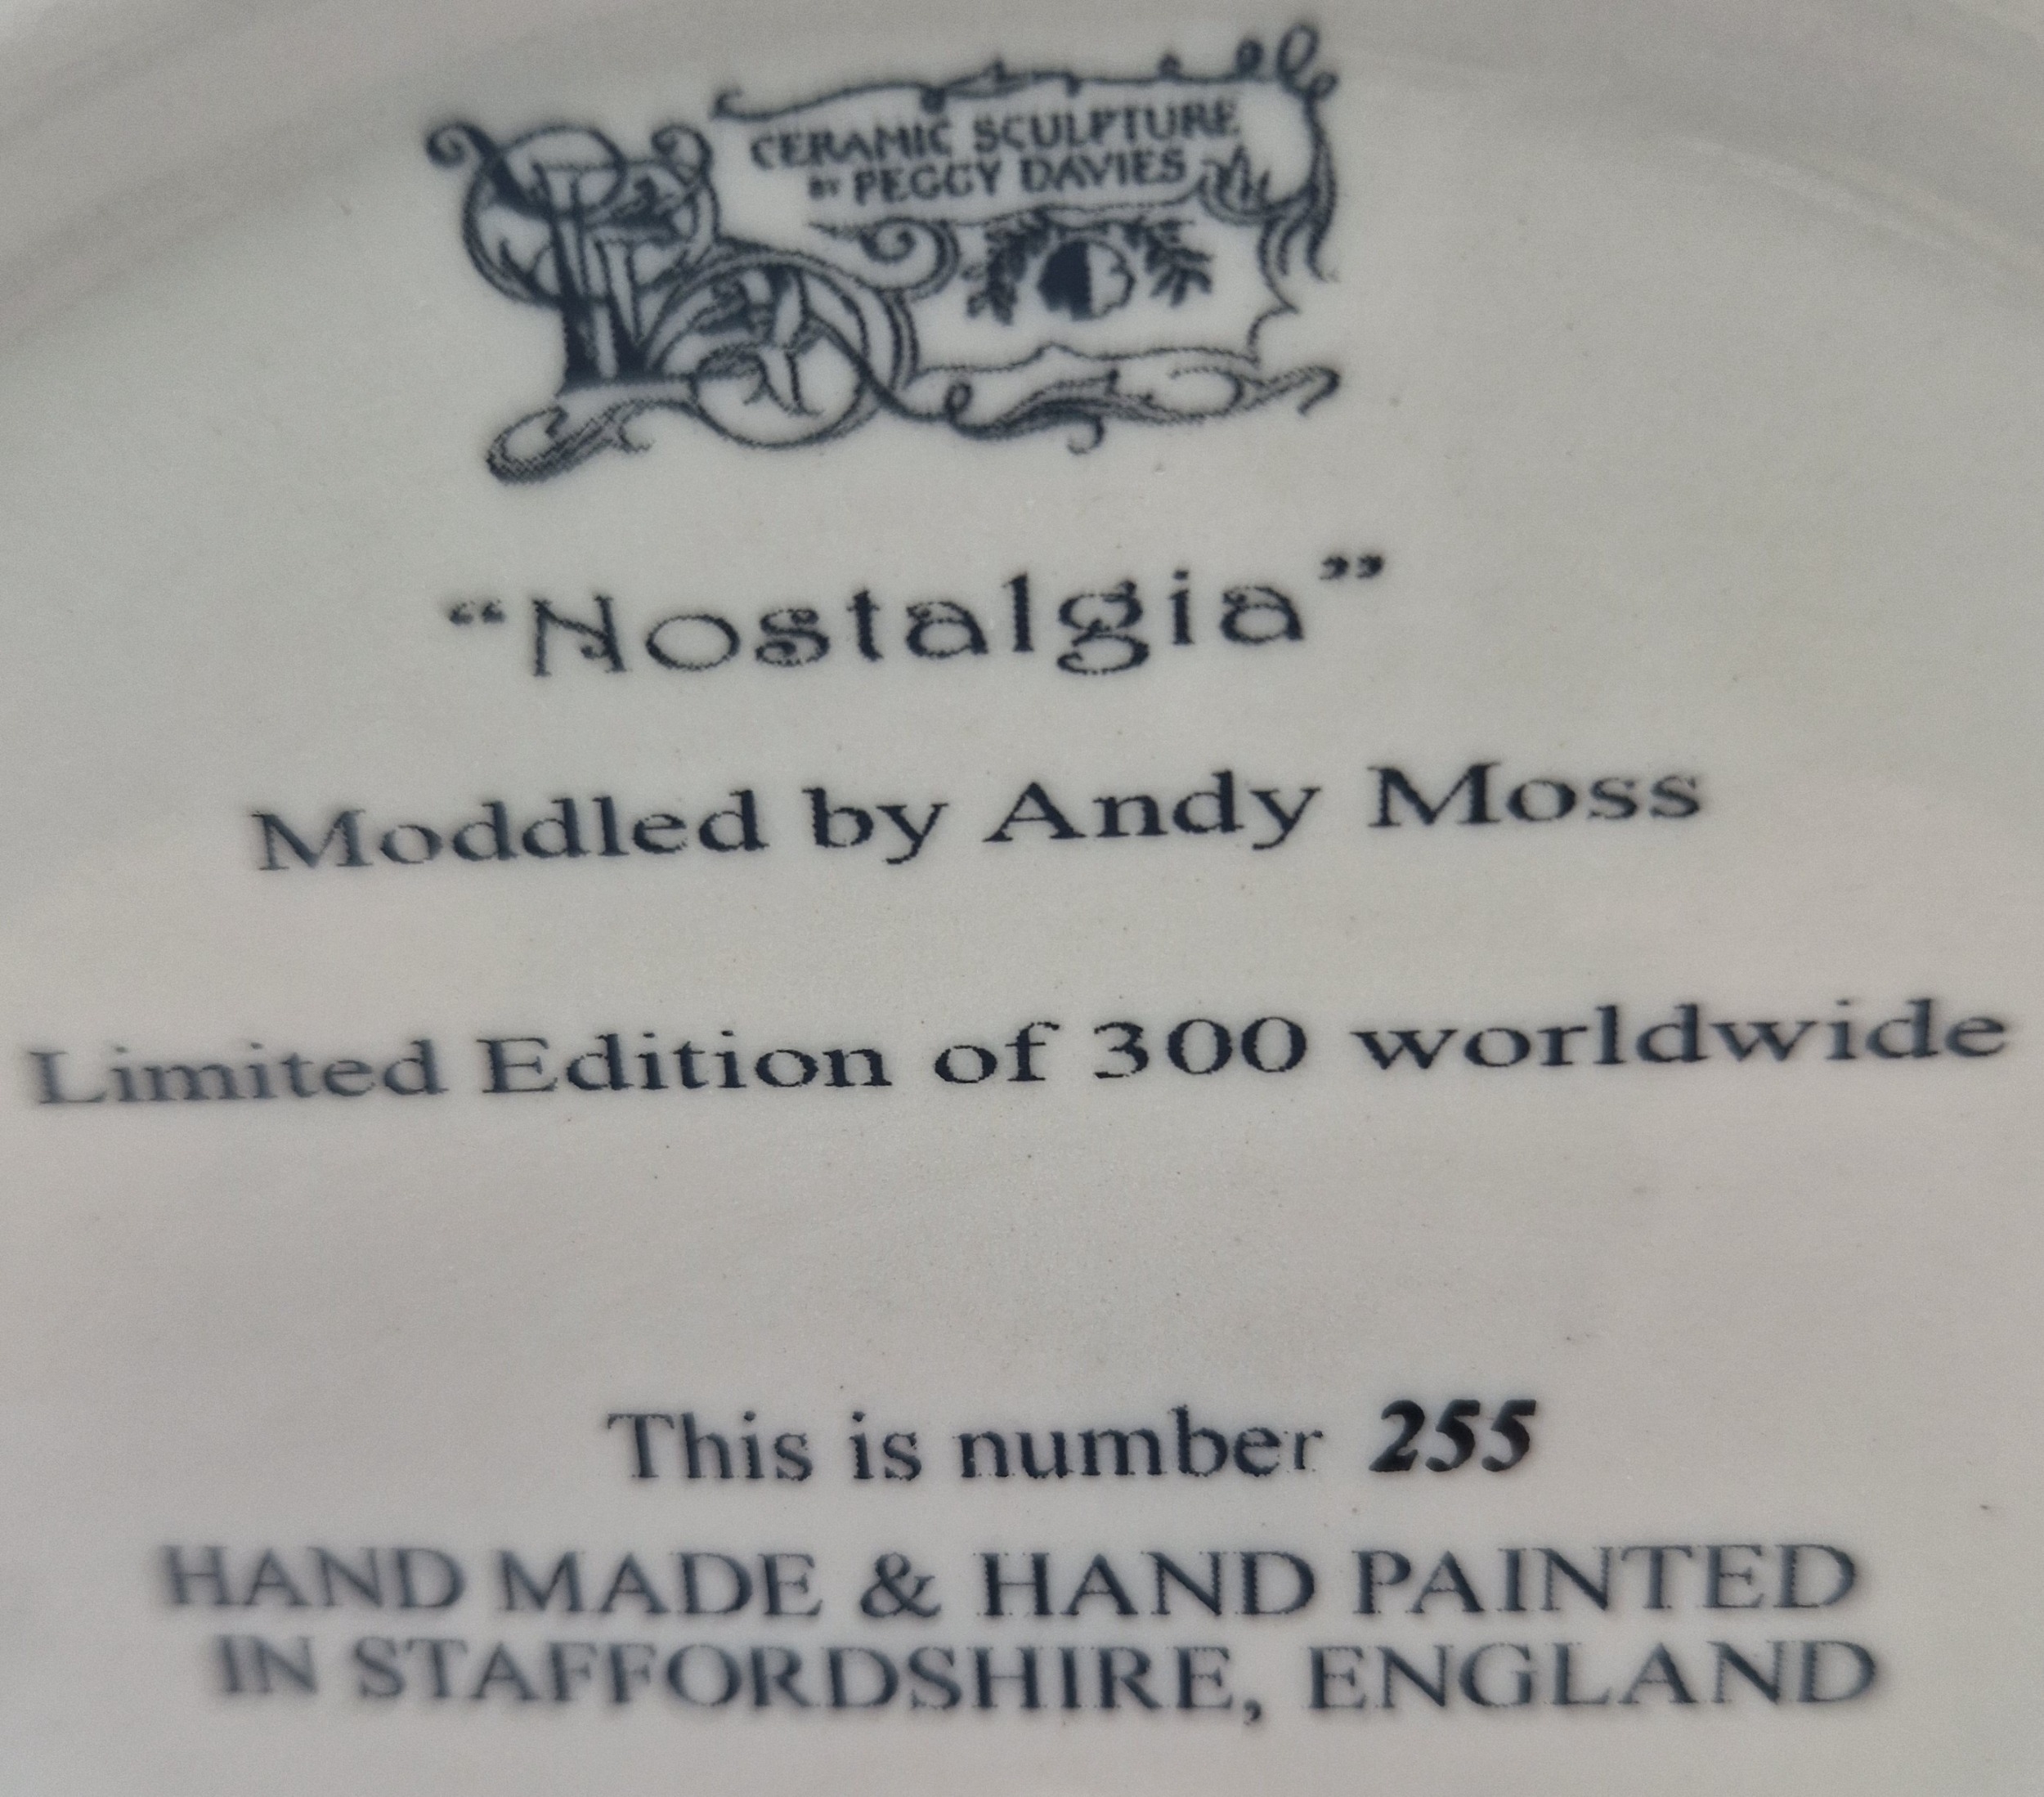 CERAMIC SCULPTURE
BY PEGGY DAVIES
“Nostalgia”
Moddled by Andy Moss
Limited Edition of 300 worldwide
This is number 255
HAND MADE & HAND PAINTED
IN STAFFORDSHIRE, ENGLAND